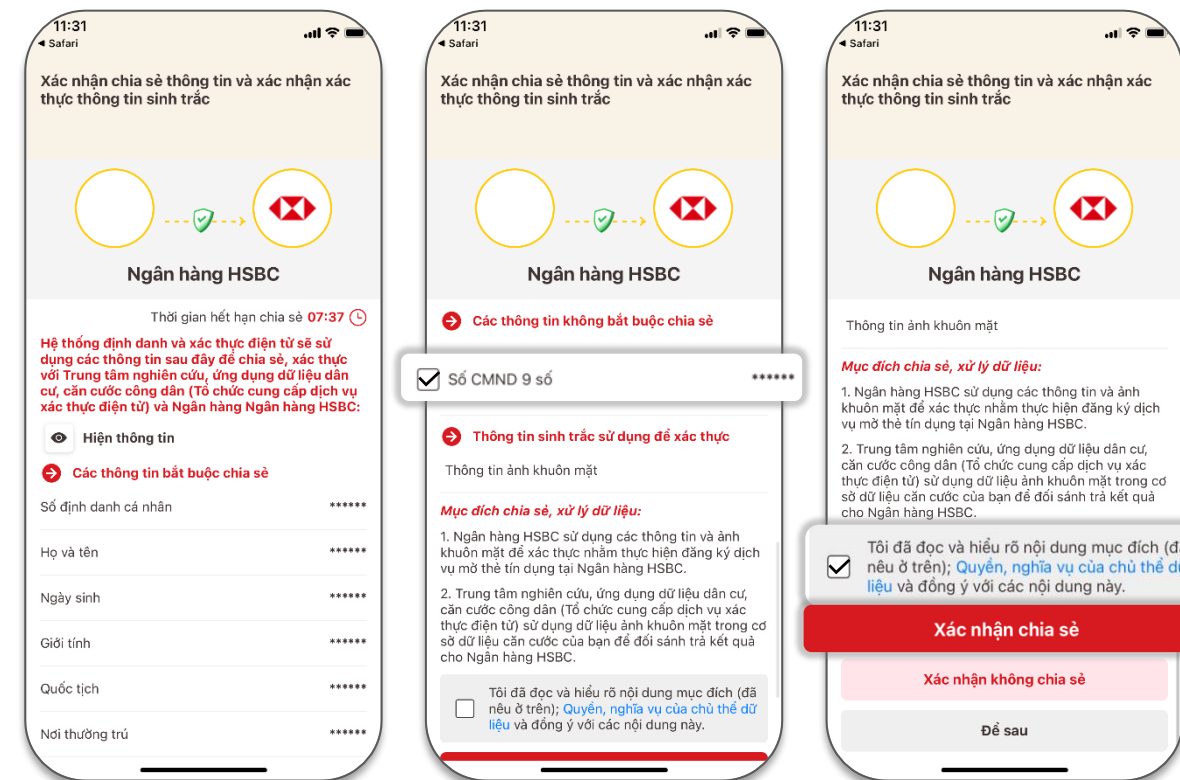 11:31
◀ Safari
Xác nhận chia sẻ thông tin và xác nhận xác
thực thông tin sinh trắc
Ngân hàng HSBC
Thời gian hết hạn chia sẻ 07:37
Hệ thống định danh và xác thực điện tử sẽ sử
dụng các thông tin sau đây để chia sẻ, xác thực
với Trung tâm nghiên cứu, ứng dụng dữ liệu dân
cư, căn cước công dân (Tổ chức cung cấp dịch vụ
xác thực điện tử) và Ngân hàng Ngân hàng HSBC:
Hiện thông tin
Các thông tin bắt buộc chia sẻ
Số định danh cá nhân ******
Họ và tên ******
Ngày sinh ******
Giới tính ******
Quốc tịch ******
Nơi thường trú ******
11:31
◀ Safari
Xác nhận chia sẻ thông tin và xác nhận xác
thực thông tin sinh trắc
Ngân hàng HSBC
Các thông tin không bắt buộc chia sẻ
Số CMND 9 số ******
Thông tin sinh trắc sử dụng để xác thực
Thông tin ảnh khuôn mặt
Mục đích chia sẻ, xử lý dữ liệu:
1. Ngân hàng HSBC sử dụng các thông tin và ảnh
khuôn mặt để xác thực nhằm thực hiện đăng ký dịch
vụ mở thẻ tín dụng tại Ngân hàng HSBC.
2. Trung tâm nghiên cứu, ứng dụng dữ liệu dân cư,
căn cước công dân (Tổ chức cung cấp dịch vụ xác
thực điện tử) sử dụng dữ liệu ảnh khuôn mặt trong cơ
sở dữ liệu căn cước của bạn để đối sánh trả kết quả
cho Ngân hàng HSBC.
Tôi đã đọc và hiểu rõ nội dung mục đích (đã
nêu ở trên); Quyền, nghĩa vụ của chủ thể dữ
liệu và đồng ý với các nội dung này.
11:31
◀ Safari
Xác nhận chia sẻ thông tin và xác nhận xác
thực thông tin sinh trắc
Ngân hàng HSBC
Thông tin ảnh khuôn mặt
Mục đích chia sẻ, xử lý dữ liệu:
1. Ngân hàng HSBC sử dụng các thông tin và ảnh
khuôn mặt để xác thực nhằm thực hiện đăng ký dịch
vụ mở thẻ tín dụng tại Ngân hàng HSBC.
2. Trung tâm nghiên cứu, ứng dụng dữ liệu dân cư,
căn cước công dân (Tổ chức cung cấp dịch vụ xác
thực điện tử) sử dụng dữ liệu ảnh khuôn mặt trong cơ
sở dữ liệu căn cước của bạn để đối sánh trả kết quả
cho Ngân hàng HSBC.
Tôi đã đọc và hiểu rõ nội dung mục đích
nêu ở trên); Quyền, nghĩa vụ của chủ thể
liệu và đồng ý với các nội dung này.
Xác nhận chia sẻ
Xác nhận không chia sẻ
Để sau